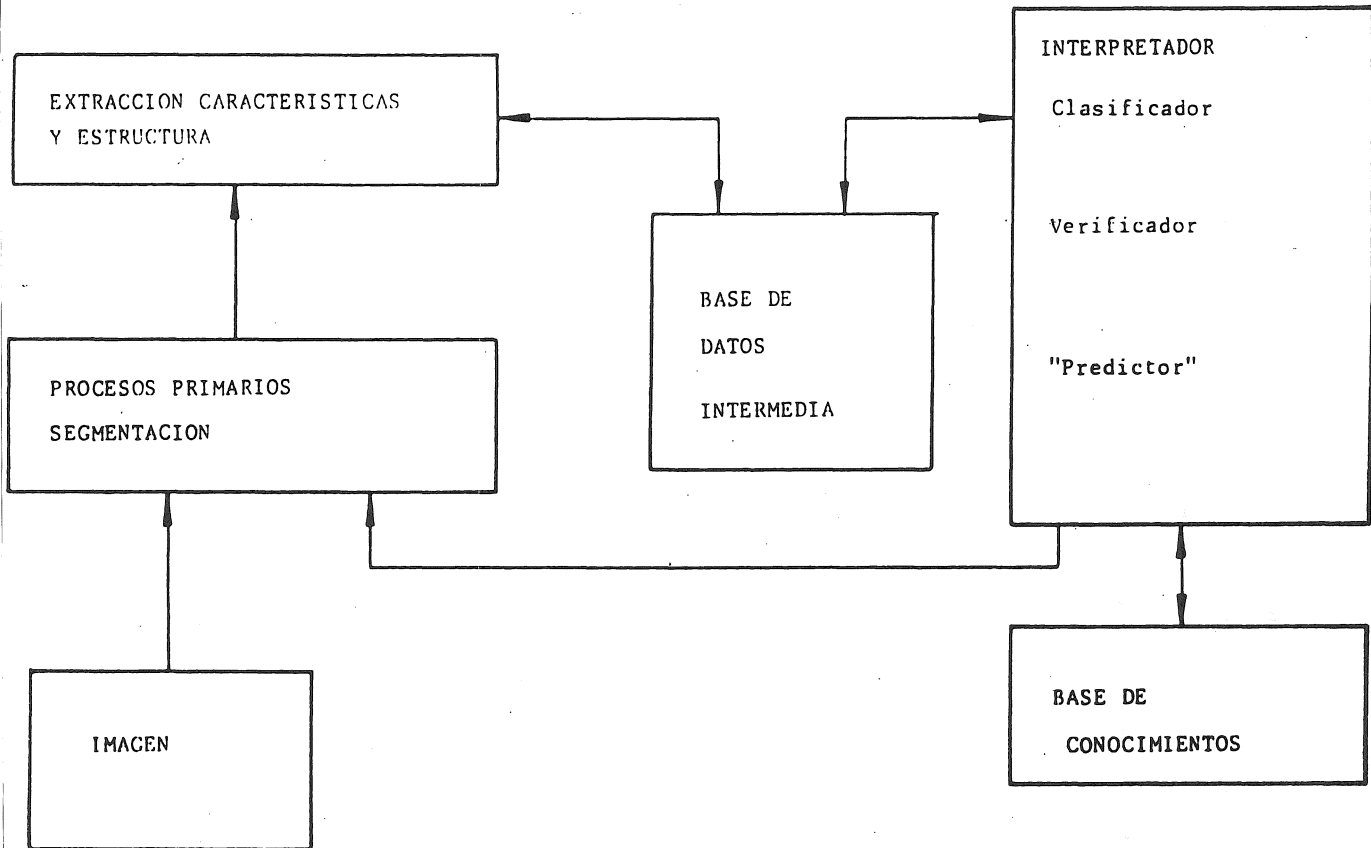 EXTRACCION CARACTERISTICAS
Y ESTRUCTURA
PROCESOS PRIMARIOS
SEGMENTACION
IMAGEN
BASE DE
DATOS
INTERMEDIA
INTERPRETADOR
Clasificador
Verificador
"Predictor"
BASE DE
CONOCIMIENTOS